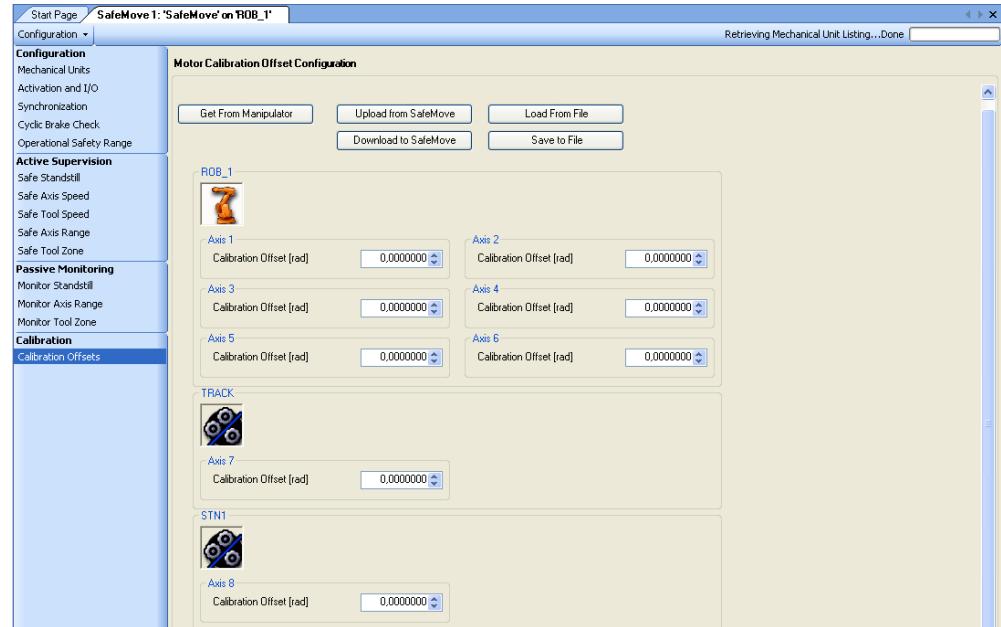 Start Page
SafeMove 1: 'SafeMove' on 'ROB_1'
Configuration
Retrieving Mechanical Unit Listing...Done
Configuration
Mechanical Units
Activation and I/O
Synchronization
Cyclic Brake Check
Operational Safety Range
Active Supervision
Safe Standstill
Safe Axis Speed
Safe Tool Speed
Safe Axis Range
Safe Tool Zone
Passive Monitoring
Monitor Standstill
Monitor Axis Range
Monitor Tool Zone
Calibration
Calibration Offsets
Motor Calibration Offset Configuration
Get From Manipulator
Upload from SafeMove
Load From File
Download to SafeMove
Save to File
ROB_1
Axis 1
Calibration Offset [rad] 0,0000000
Axis 2
Calibration Offset [rad] 0,0000000
Axis 3
Calibration Offset [rad] 0,0000000
Axis 4
Calibration Offset [rad] 0,0000000
Axis 5
Calibration Offset [rad] 0,0000000
Axis 6
Calibration Offset [rad] 0,0000000
TRACK
Axis 7
Calibration Offset [rad] 0,0000000
STN1
Axis 8
Calibration Offset [rad] 0,0000000